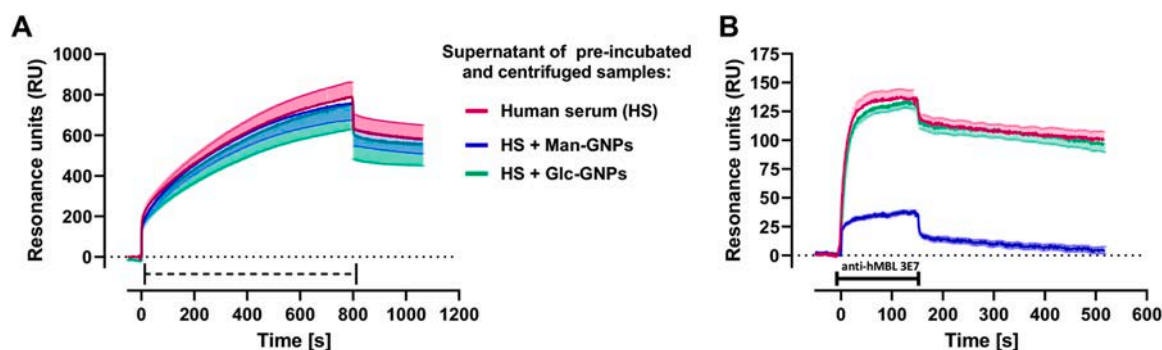 A
Resonance units (RU)
1000
800
600
400
200
0
0 200 400 600 800 1000 1200
Time [s]
Supernatant of pre-incubated
and centrifuged samples:
Human serum (HS)
HS + Man-GNPs
HS + Glc-GNPs
B
Resonance units (RU)
175
150
125
100
75
50
25
0
anti-hMBL 3E7
0 100 200 300 400 500 600
Time [s]